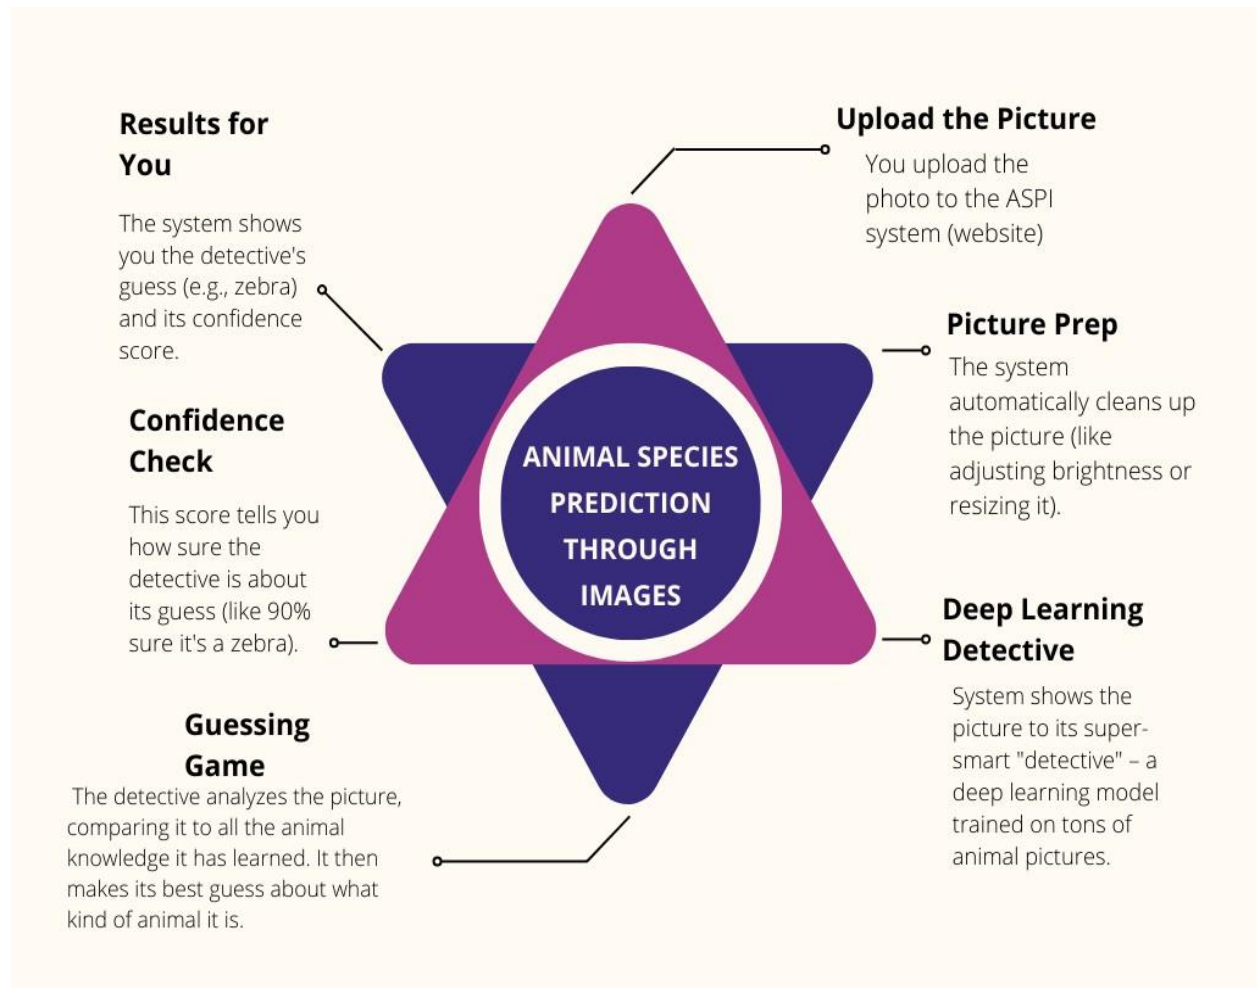 Upload the Picture
You upload the
photo to the ASPI
system (website)
Picture Prep
The system
automatically cleans up
the picture (like
adjusting brightness or
resizing it).
Deep Learning
Detective
System shows the
picture to its super-
smart "detective" – a
deep learning model
trained on tons of
animal pictures.
Guessing
Game
The detective analyzes the picture,
comparing it to all the animal
knowledge it has learned. It then
makes its best guess about what
kind of animal it is.
Confidence
Check
This score tells you
how sure the
detective is about
its guess (like 90%
sure it's a zebra).
Results for
You
The system shows
you the detective's
guess (e.g., zebra)
and its confidence
score.
ANIMAL SPECIES
PREDICTION
THROUGH
IMAGES